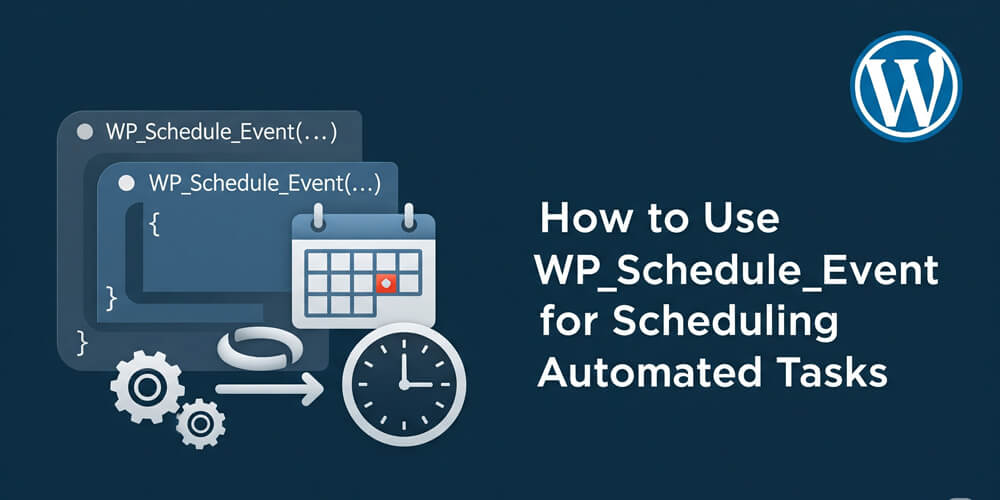 WP_Schedule_Event(...)
WP_Schedule_Event(...)
{
}
}
W
How to Use
WP_Schedule_Event
for Scheduling
Automated Tasks